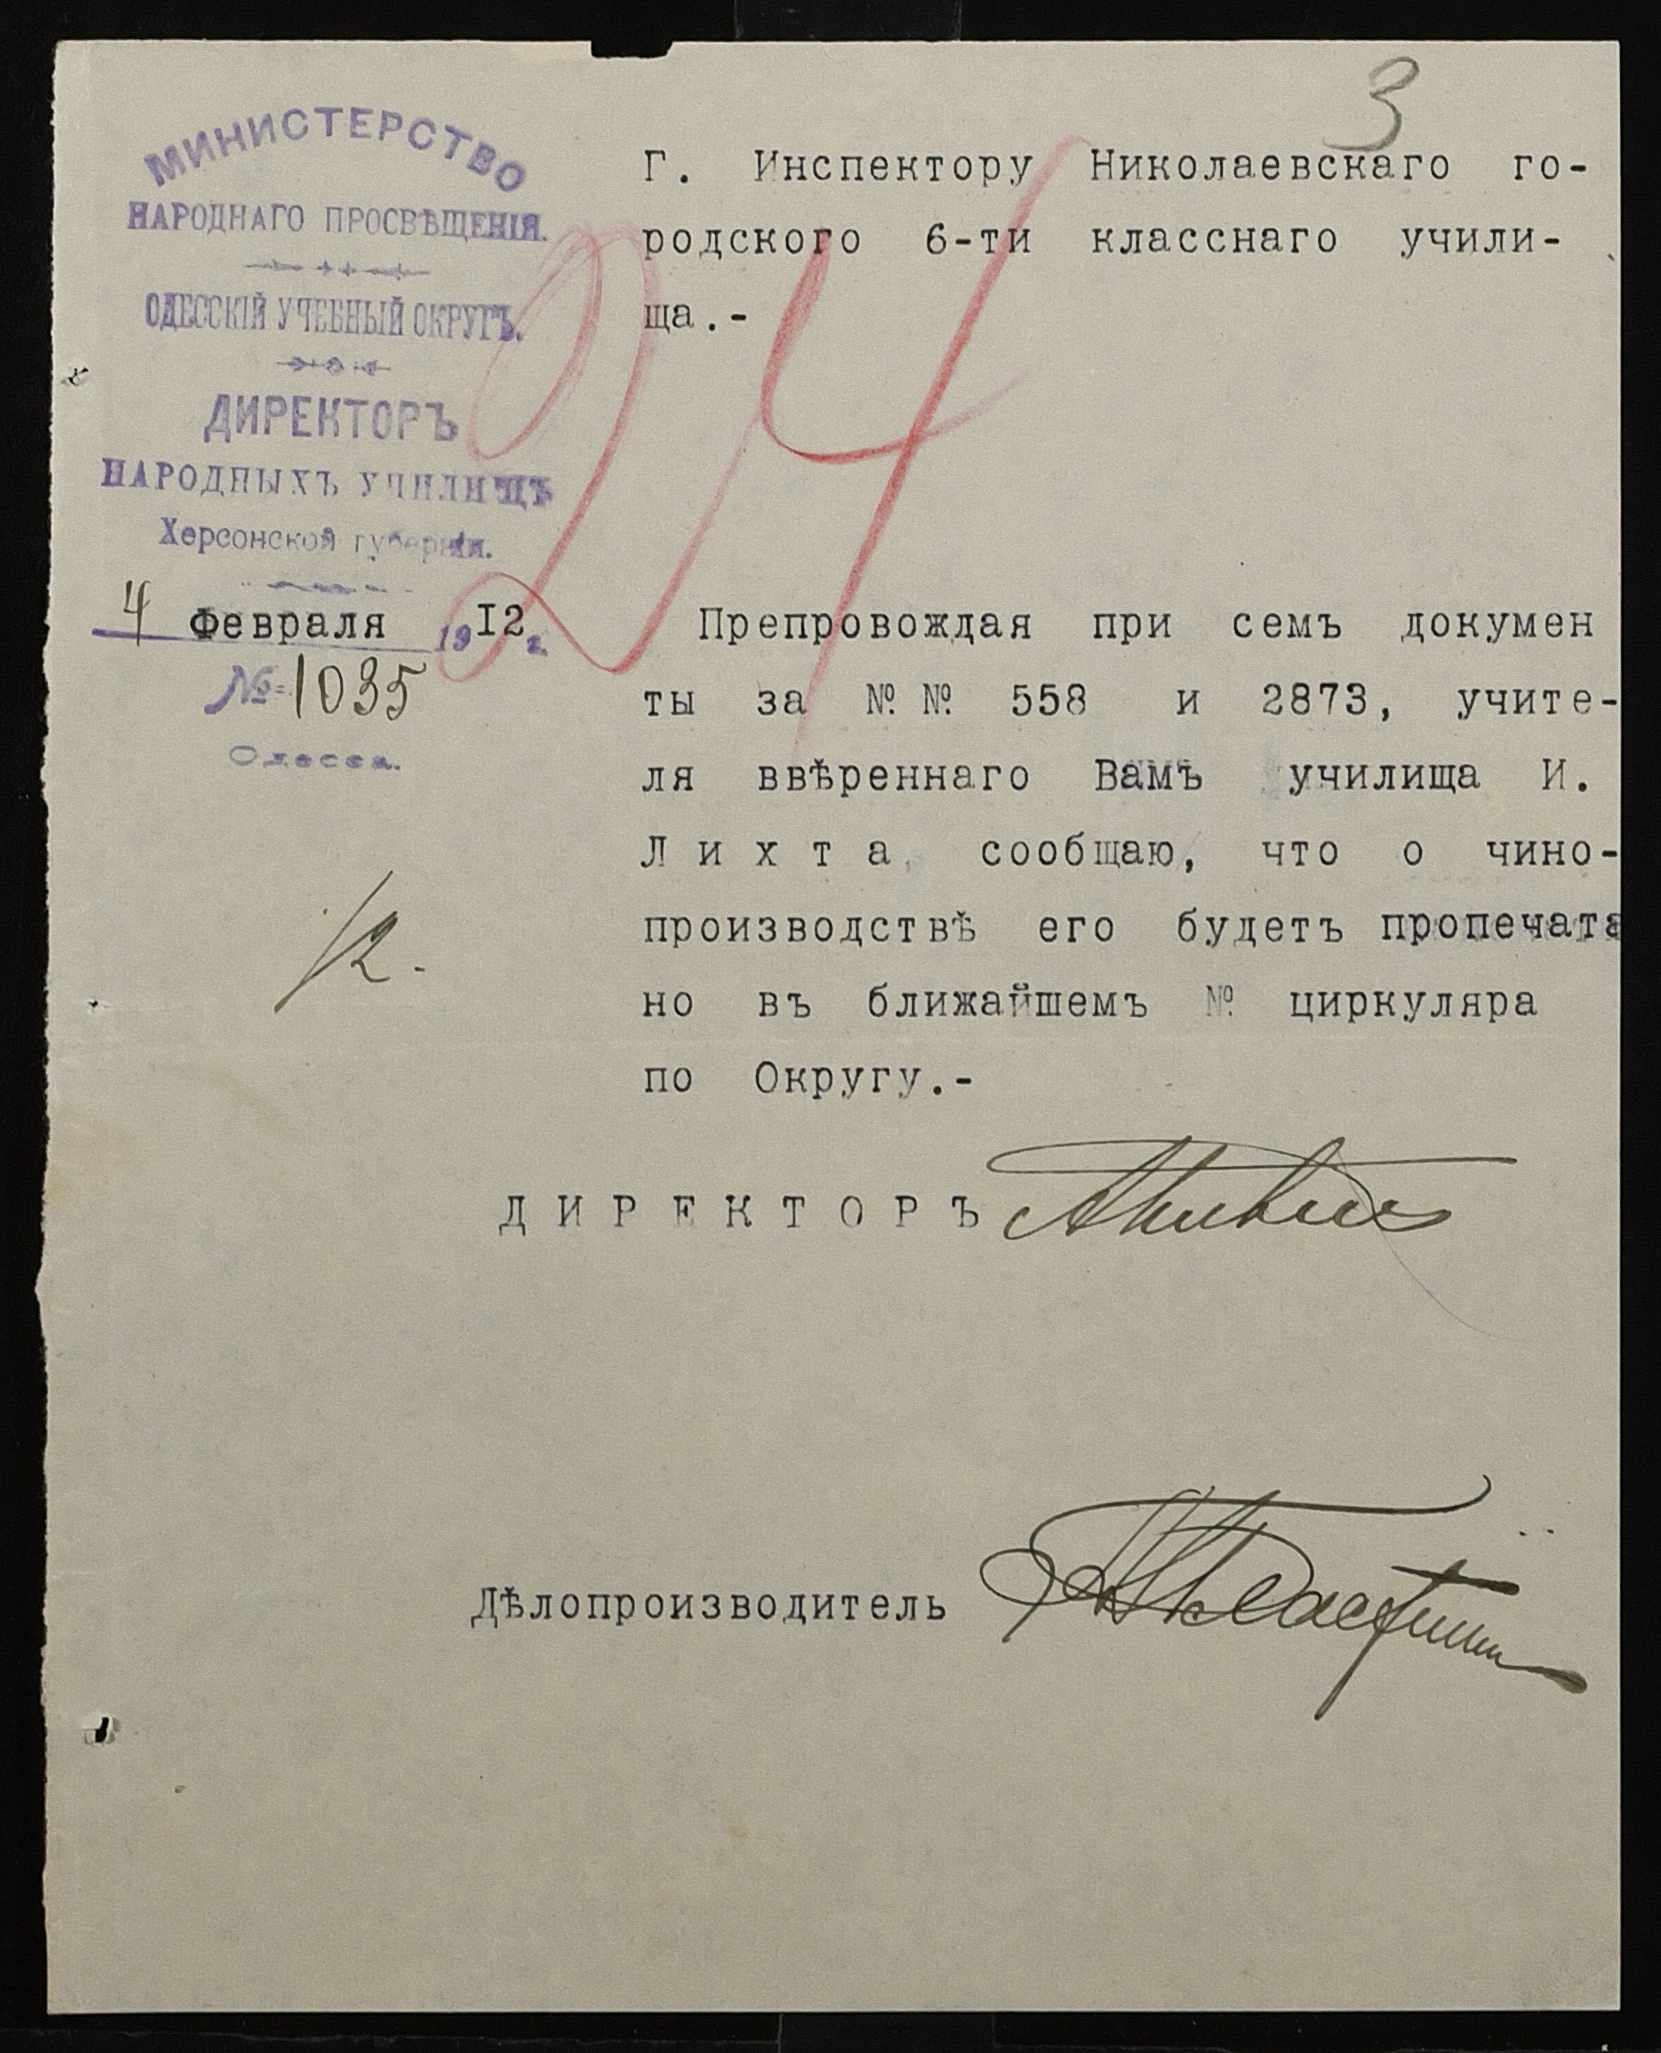 3
МИНИСТЕРСТВО
НАРОДНАГО ПРОСВѢЩЕНІЯ.
ОДЕССКІЙ УЧЕБНЫЙ ОКРУГЪ.
ДИРЕКТОРЪ
НАРОДНЫХЪ УЧИЛИЩЪ
Херсонской губерніи.
4 Февраля 1912 г.
№ 1035
Одесса.
24
Г. Инспектору Николаевскаго го-
родского 6-ти класснаго учили-
ща.-
Препровождая при семъ докумен
ты за №№ 558 и 2873, учите-
ля ввѣреннаго Вамъ училища И.
Лихта, сообщаю, что о чино-
производствѣ его будетъ пропечата
но въ ближайшемъ № циркуляра
по Округу.-
/2.
ДИРЕКТОРЪ
Дѣлопроизводитель